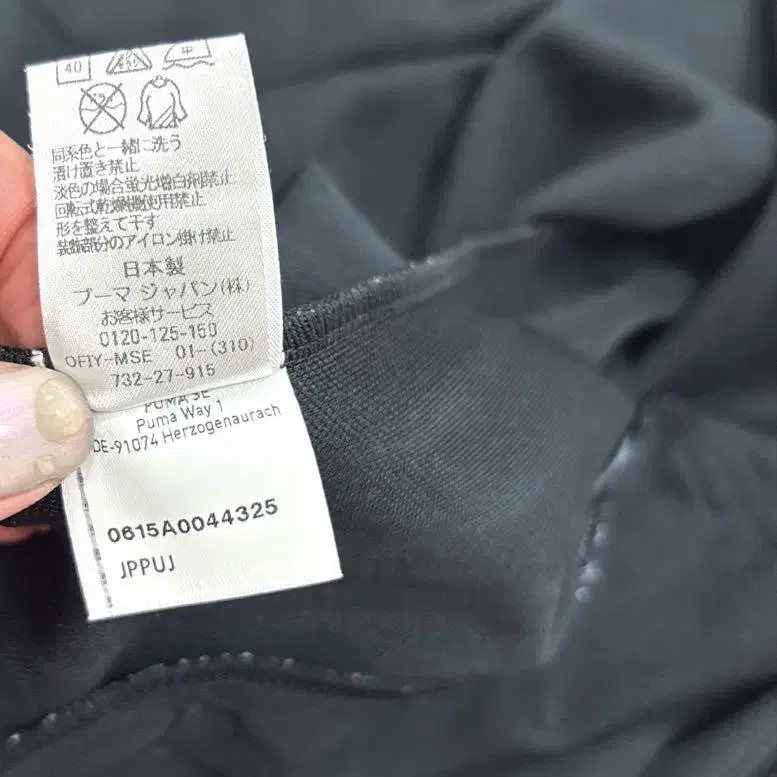 40
中
同系色と一緒に洗う
漬け置き禁止
淡色の場合蛍光増白剤禁止
回転式乾燥機使用禁止
形を整えて干す
装飾部分のアイロン掛け禁止
日本製
プーマ ジャパン(株)
お客様サービス
0120-125-150
OFIY-MSE 01-(310)
732-27-915
PUMA SE
Puma Way 1
DE-91074 Herzogenaurach
0615A0044325
JPPUJ